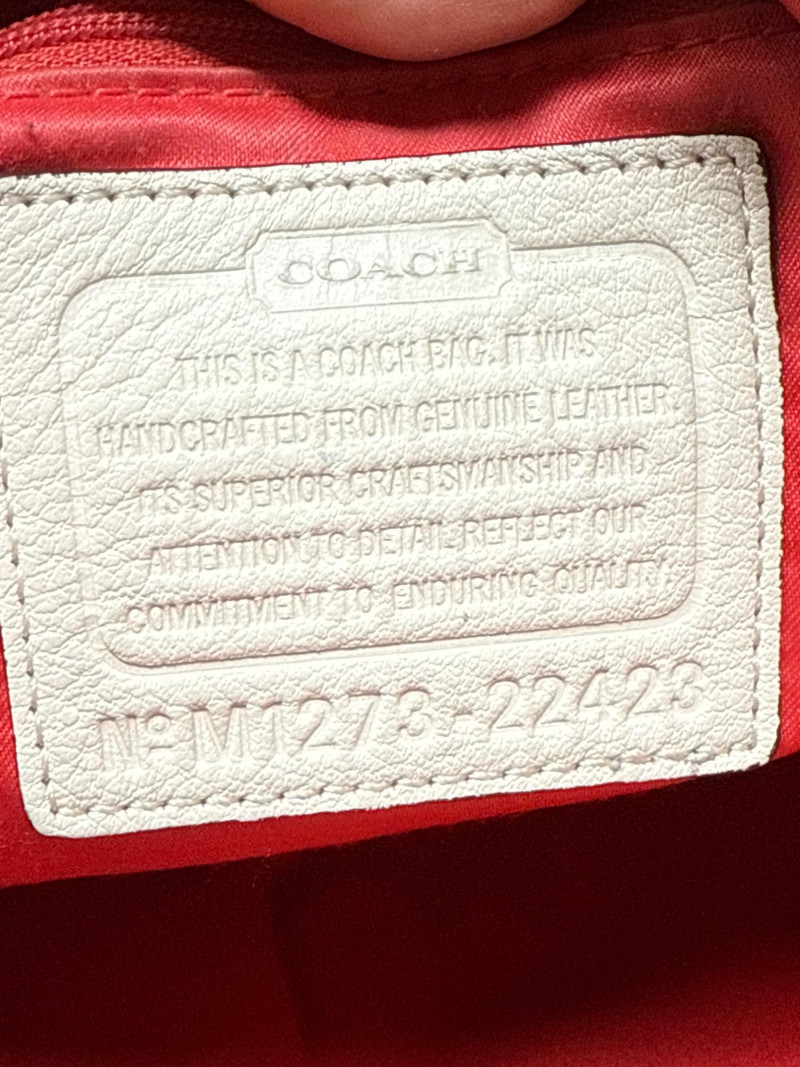 COACH
THIS IS A COACH BAG. IT WAS
HANDCRAFTED FROM GENUINE LEATHER.
ITS SUPERIOR CRAFTSMANSHIP AND
ATTENTION TO DETAIL REFLECT OUR
COMMITMENT TO ENDURING QUALITY.
Nº M1273-22423